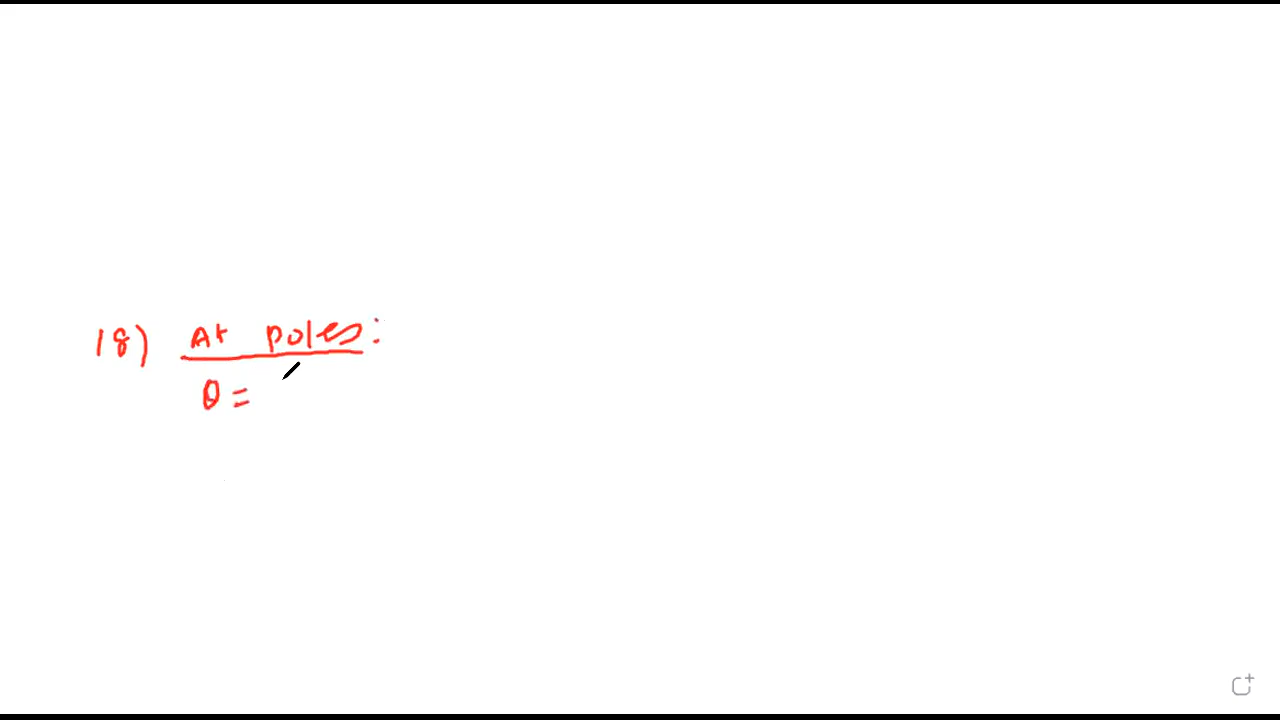 18) At poles:
θ =